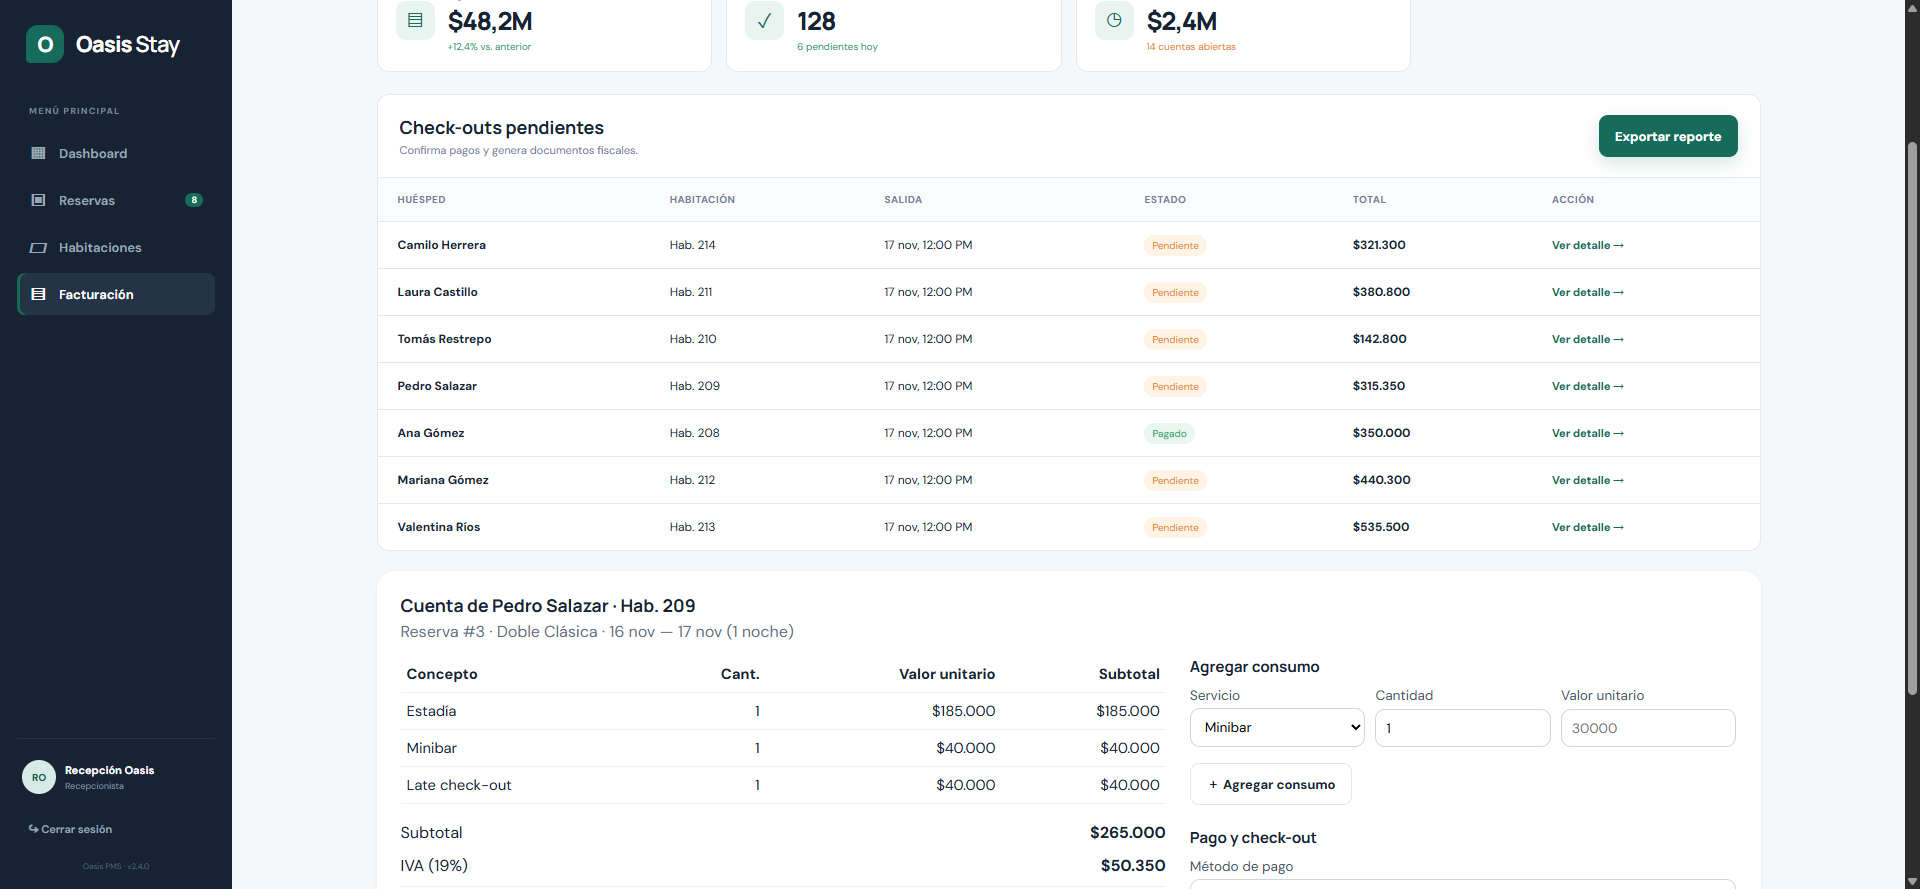 O Oasis Stay
MENÚ PRINCIPAL
Dashboard
Reservas 8
Habitaciones
Facturación
RO Recepción Oasis
Recepcionista
Cerrar sesión
Oasis PMS · v2.4.0
$48,2M
+12,4% vs. anterior
128
6 pendientes hoy
$2,4M
14 cuentas abiertas
Check-outs pendientes
Confirma pagos y genera documentos fiscales.
Exportar reporte
HUÉSPED HABITACIÓN SALIDA ESTADO TOTAL ACCIÓN
Camilo Herrera Hab. 214 17 nov, 12:00 PM Pendiente $321.300 Ver detalle →
Laura Castillo Hab. 211 17 nov, 12:00 PM Pendiente $380.800 Ver detalle →
Tomás Restrepo Hab. 210 17 nov, 12:00 PM Pendiente $142.800 Ver detalle →
Pedro Salazar Hab. 209 17 nov, 12:00 PM Pendiente $315.350 Ver detalle →
Ana Gómez Hab. 208 17 nov, 12:00 PM Pagado $350.000 Ver detalle →
Mariana Gómez Hab. 212 17 nov, 12:00 PM Pendiente $440.300 Ver detalle →
Valentina Ríos Hab. 213 17 nov, 12:00 PM Pendiente $535.500 Ver detalle →
Cuenta de Pedro Salazar · Hab. 209
Reserva #3 · Doble Clásica · 16 nov — 17 nov (1 noche)
Concepto Cant. Valor unitario Subtotal
Estadía 1 $185.000 $185.000
Minibar 1 $40.000 $40.000
Late check-out 1 $40.000 $40.000
Subtotal $265.000
IVA (19%) $50.350
Agregar consumo
Servicio Cantidad Valor unitario
Minibar 1 30000
+ Agregar consumo
Pago y check-out
Método de pago